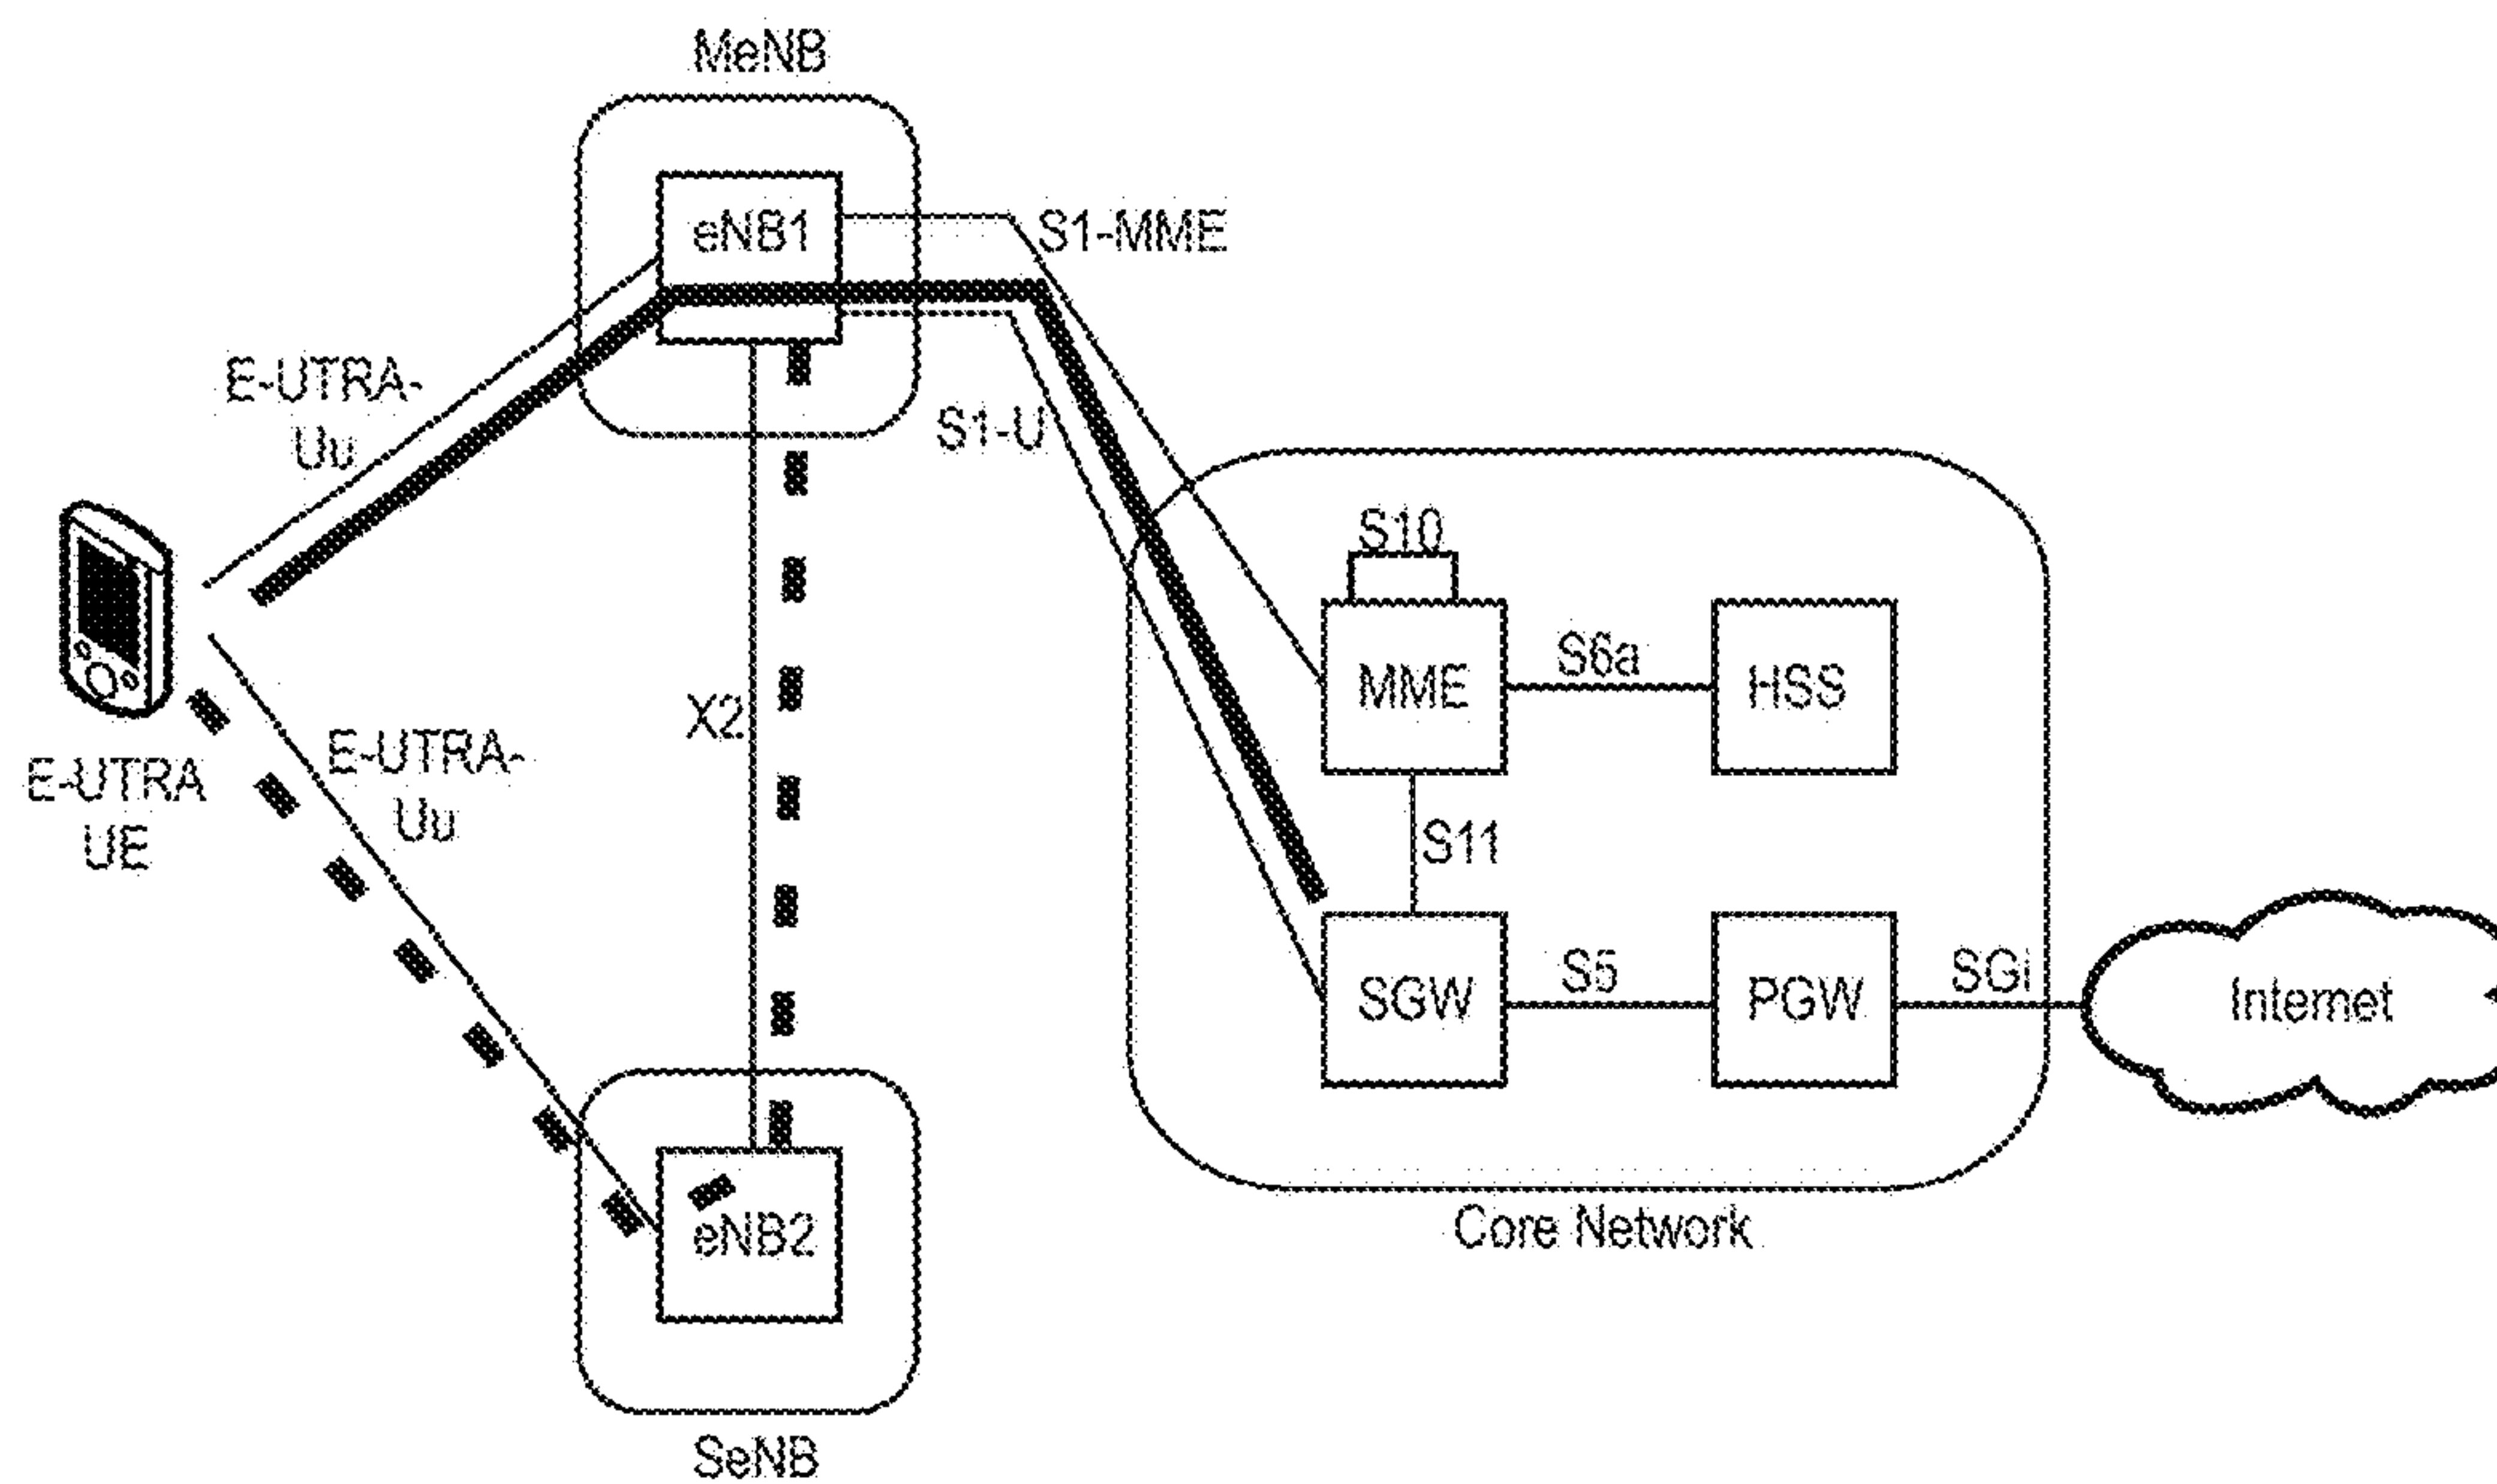 MeNB
eNB1
S1-MME
E-UTRA-
Uu
S1-U
S10
MME
S6a
HSS
X2
E-UTRA-
Uu
E-UTRA
UE
S11
SGW
S5
PGW
SGi
Internet
eNB2
Core Network
SeNB